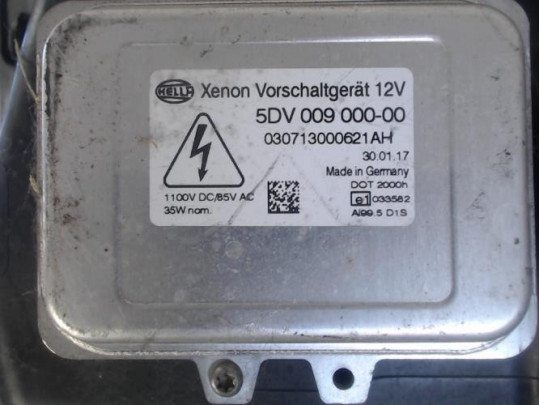 HELLA Xenon Vorschaltgerät 12V
5DV 009 000-00
030713000621AH
30.01.17
Made in Germany
DOT 2000h
e1 033582
AI99.5 D1S
1100V DC/85V AC
35W nom.